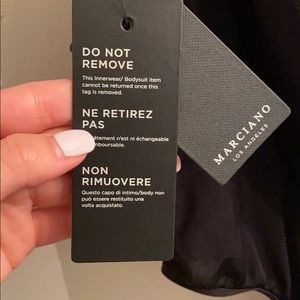 DO NOT
REMOVE
This Innerwear/ Bodysuit item
cannot be returned once this
tag is removed.
NE RETIREZ
PAS
vêtement n'est ni échangeable
remboursable.
NON
RIMUOVERE
Questo capo di intimo/body non
può essere restituito una
volta acquistato.
MARCIANO
LOS ANGELES